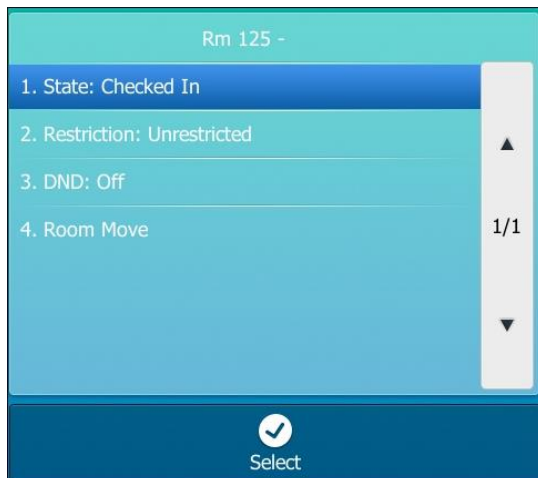 Rm 125 -
1. State: Checked In
2. Restriction: Unrestricted
3. DND: Off
4. Room Move
1/1
Select